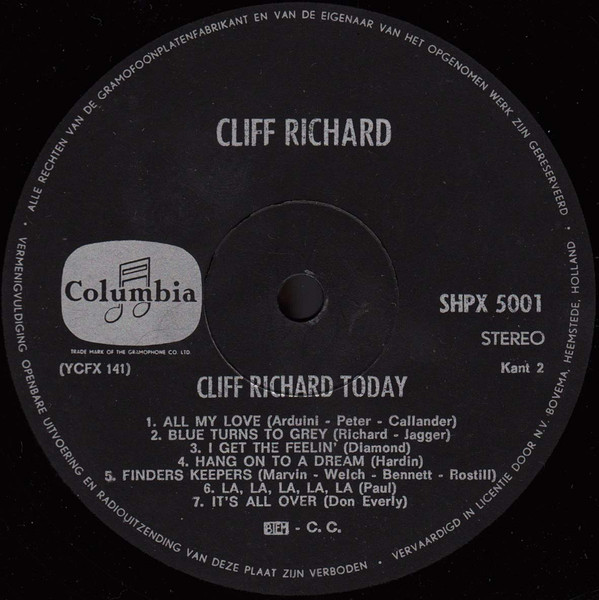 ALLE RECHTEN VAN DE GRAMOFOONPLATENFABRIKANT EN VAN DE EIGENAAR VAN HET OPGENOMEN WERK ZIJN GERESERVEERD
CLIFF RICHARD
Columbia
TRADE MARK OF THE GRAMOPHONE CO. LTD.
(YCFX 141)
SHPX 5001
STEREO
Kant 2
CLIFF RICHARD TODAY
1. ALL MY LOVE (Arduini - Peter - Callander)
2. BLUE TURNS TO GREY (Richard - Jagger)
3. I GET THE FEELIN' (Diamond)
4. HANG ON TO A DREAM (Hardin)
5. FINDERS KEEPERS (Marvin - Welch - Bennett - Rostill)
6. LA, LA, LA, LA, LA (Paul)
7. IT'S ALL OVER (Don Everly)
BIEM - C. C.
• VERMENIGVULDIGING OPENBARE UITVOERING EN RADIOUITZENDING VAN DEZE PLAAT ZIJN VERBODEN •
VERVAARDIGD IN LICENTIE DOOR N.V. BOVEMA, HEEMSTEDE, HOLLAND •